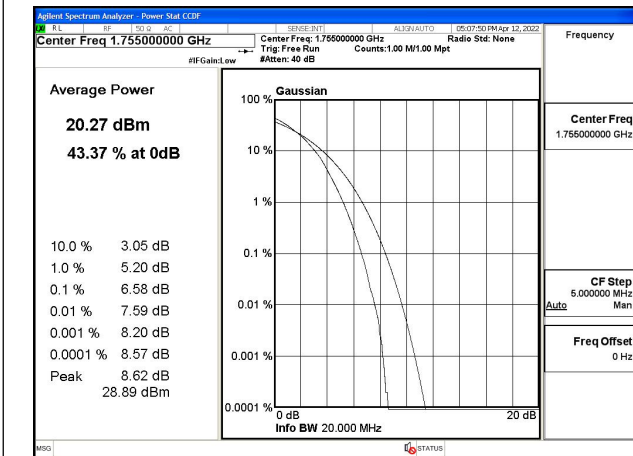 Agilent Spectrum Analyzer - Power Stat CCDF
LXI RL RF 50 Ω AC SENSE:INT ALIGN AUTO 05:07:50 PM Apr 12, 2022
Center Freq 1.755000000 GHz
Center Freq: 1.755000000 GHz Radio Std: None
Trig: Free Run Counts:1.00 M/1.00 Mpt
#IFGain:Low #Atten: 40 dB
Frequency
Average Power
20.27 dBm
43.37 % at 0dB
10.0 % 3.05 dB
1.0 % 5.20 dB
0.1 % 6.58 dB
0.01 % 7.59 dB
0.001 % 8.20 dB
0.0001 % 8.57 dB
Peak 8.62 dB
28.89 dBm
Gaussian
100 %
10 %
1 %
0.1 %
0.01 %
0.001 %
0.0001 %
0 dB 20 dB
Info BW 20.000 MHz
Center Freq
1.755000000 GHz
CF Step
5.000000 MHz
Auto Man
Freq Offset
0 Hz
MSG STATUS